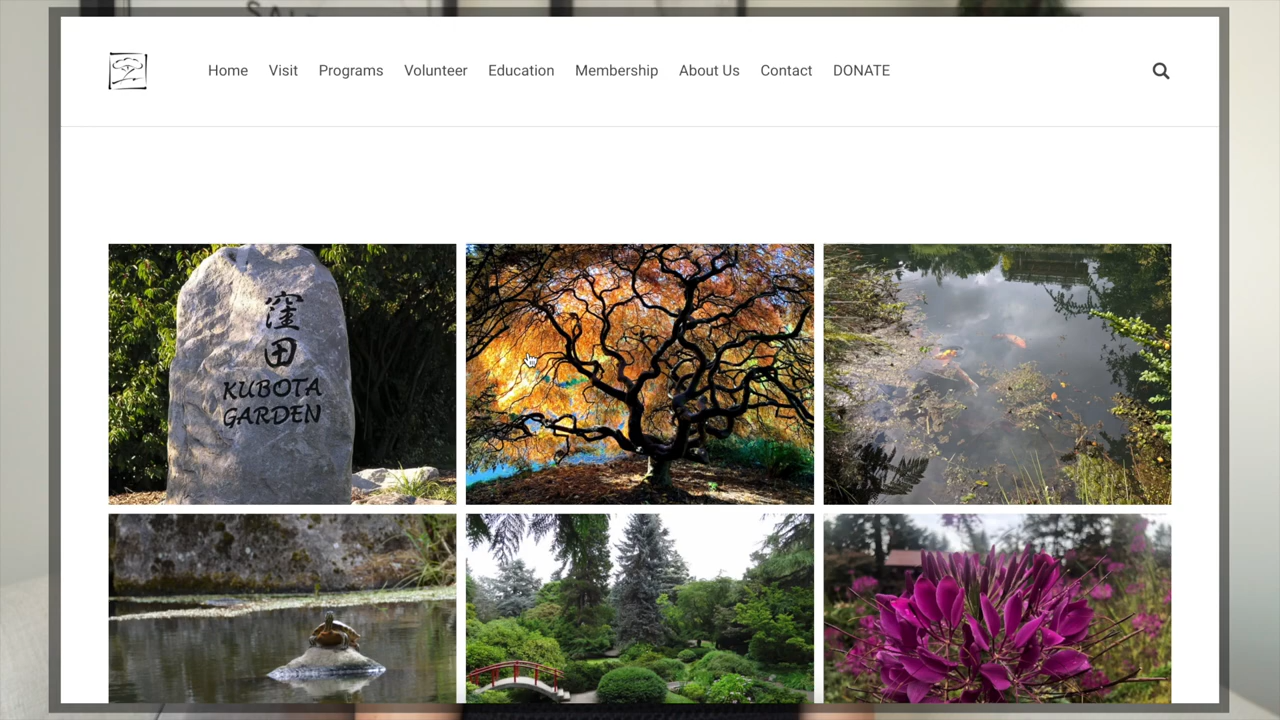 Home Visit Programs Volunteer Education Membership About Us Contact DONATE
窪
田
KUBOTA
GARDEN